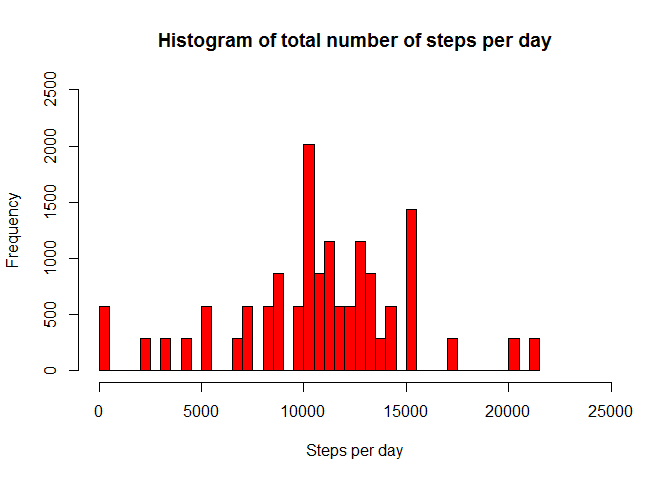 Histogram of total number of steps per day
Frequency
2500
2000
1500
1000
500
0
0 5000 10000 15000 20000 25000
Steps per day